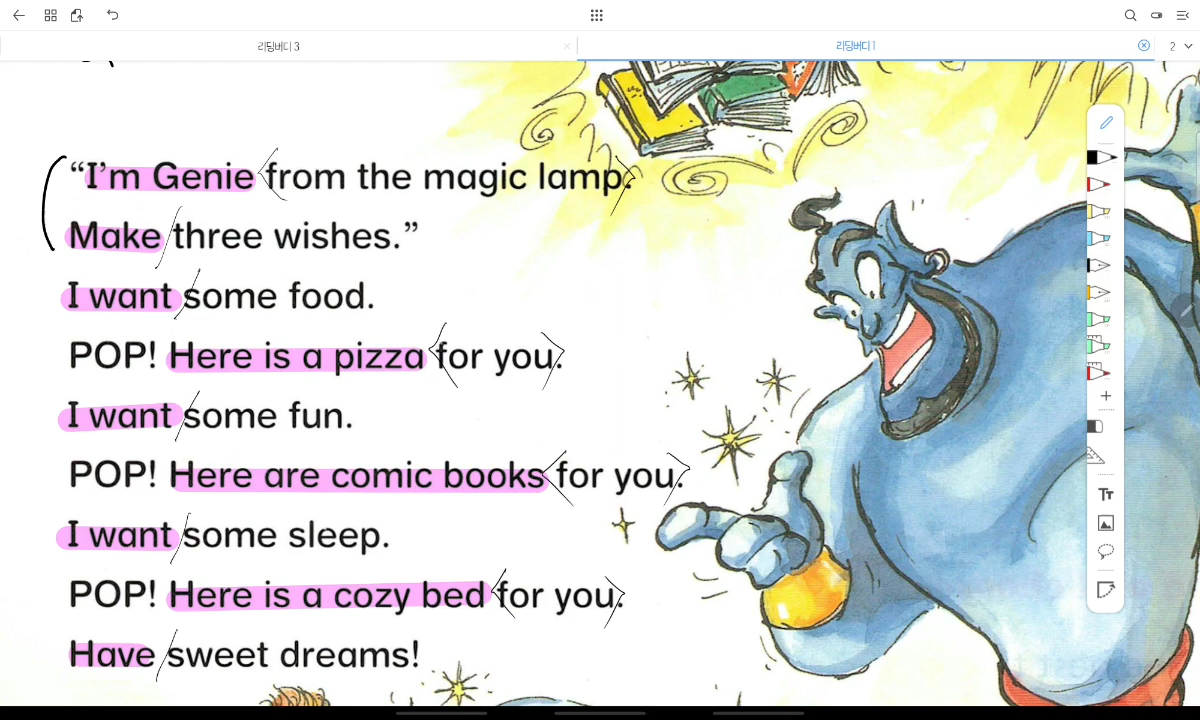 리딩버디 3
리딩버디 1
2
“I’m Genie from the magic lamp.
Make three wishes.”
I want some food.
POP! Here is a pizza for you.
I want some fun.
POP! Here are comic books for you.
I want some sleep.
POP! Here is a cozy bed for you.
Have sweet dreams!
Tт